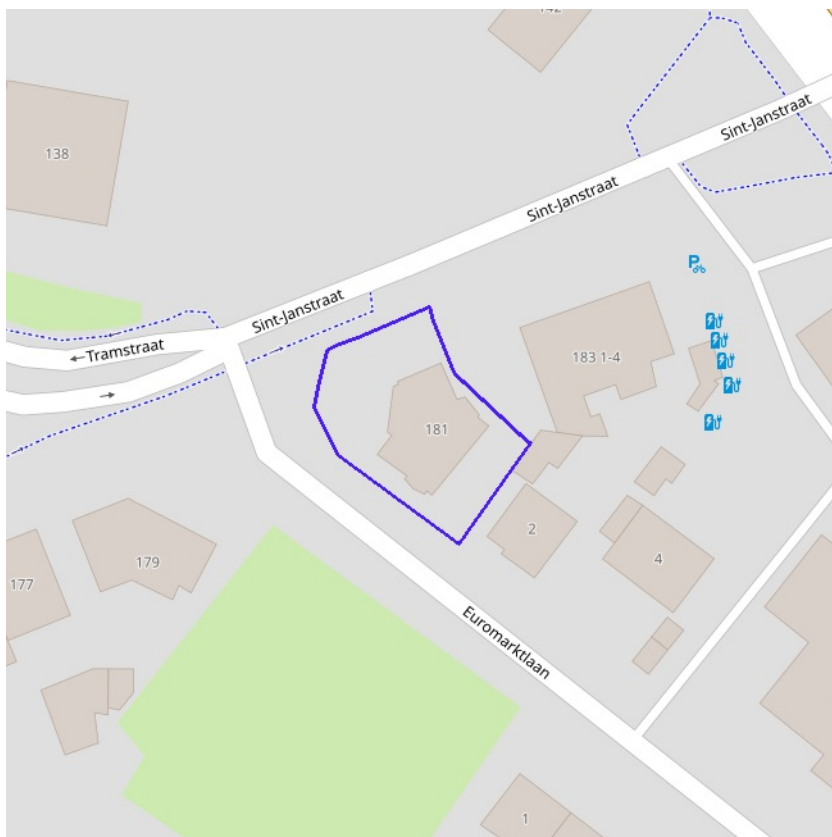 142
Sint-Janstraat
138
Sint-Janstraat
P
Sint-Janstraat
Tramstraat
183 1-4
181
2
4
179
177
Euromarktlaan
1